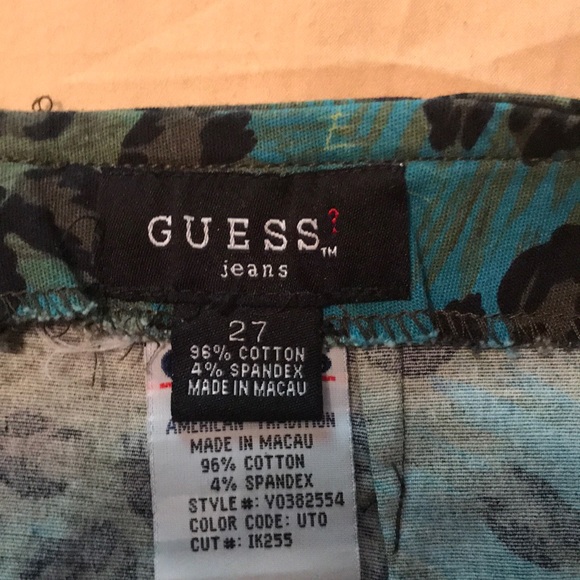 GUESS?™
jeans
27
96% COTTON
4% SPANDEX
MADE IN MACAU
AMERICAN TRADITION
MADE IN MACAU
96% COTTON
4% SPANDEX
STYLE#: Y0382554
COLOR CODE: UTO
CUT#: IK255